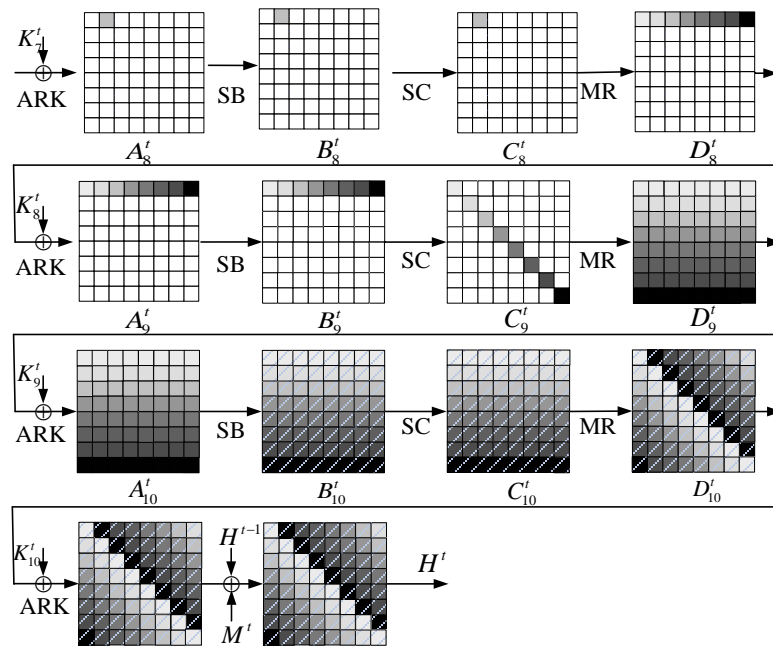 K_7^t
ARK SB SC MR
A_8^t B_8^t C_8^t D_8^t
K_8^t
ARK SB SC MR
A_9^t B_9^t C_9^t D_9^t
K_9^t
ARK SB SC MR
A_10^t B_10^t C_10^t D_10^t
K_10^t H^{t-1} H^t
ARK
M^t